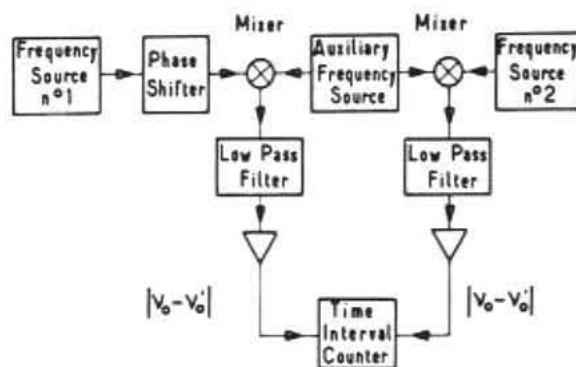 Mixer
Mixer
Frequency
Source
n°1
Phase
Shifter
Auxiliary
Frequency
Source
Frequency
Source
n°2
Low Pass
Filter
Low Pass
Filter
|ν₀-ν₀'|
|ν₀-ν₀'|
Time
Interval
Counter